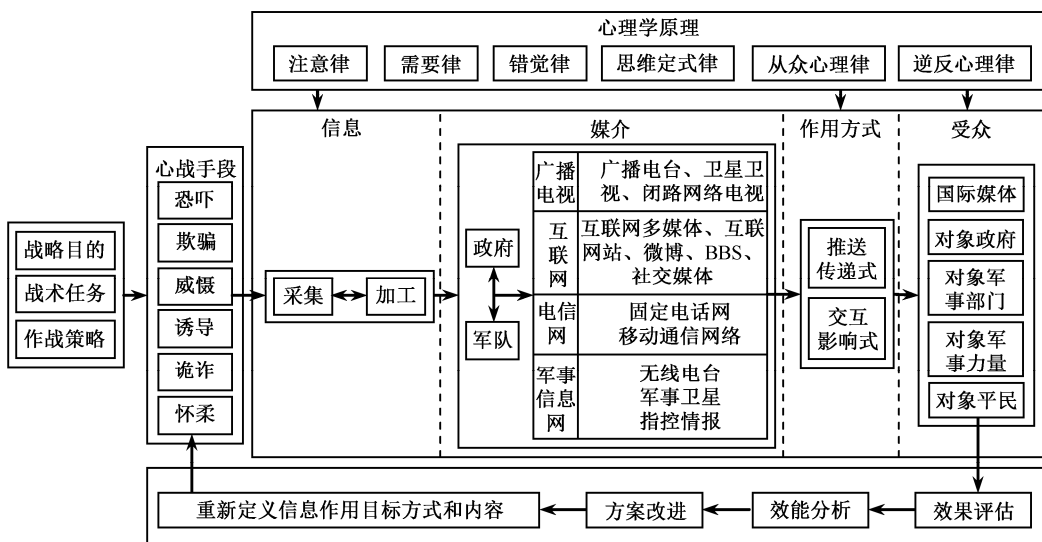 心理学原理
注意律
需要律
错觉律
思维定式律
从众心理律
逆反心理律
信息
媒介
作用方式
受众
战略目的
战术任务
作战策略
心战手段
恐吓
欺骗
威慑
诱导
诡诈
怀柔
采集
加工
政府
军队
广播
电视
广播电台、卫星卫
视、闭路网络电视
互
联
网
互联网多媒体、互联
网站、微博、BBS、
社交媒体
电信
网
固定电话网
移动通信网络
军事
信息
网
无线电台
军事卫星
指控情报
推送
传递式
交互
影响式
国际媒体
对象政府
对象军
事部门
对象军
事力量
对象平民
重新定义信息作用目标方式和内容
方案改进
效能分析
效果评估